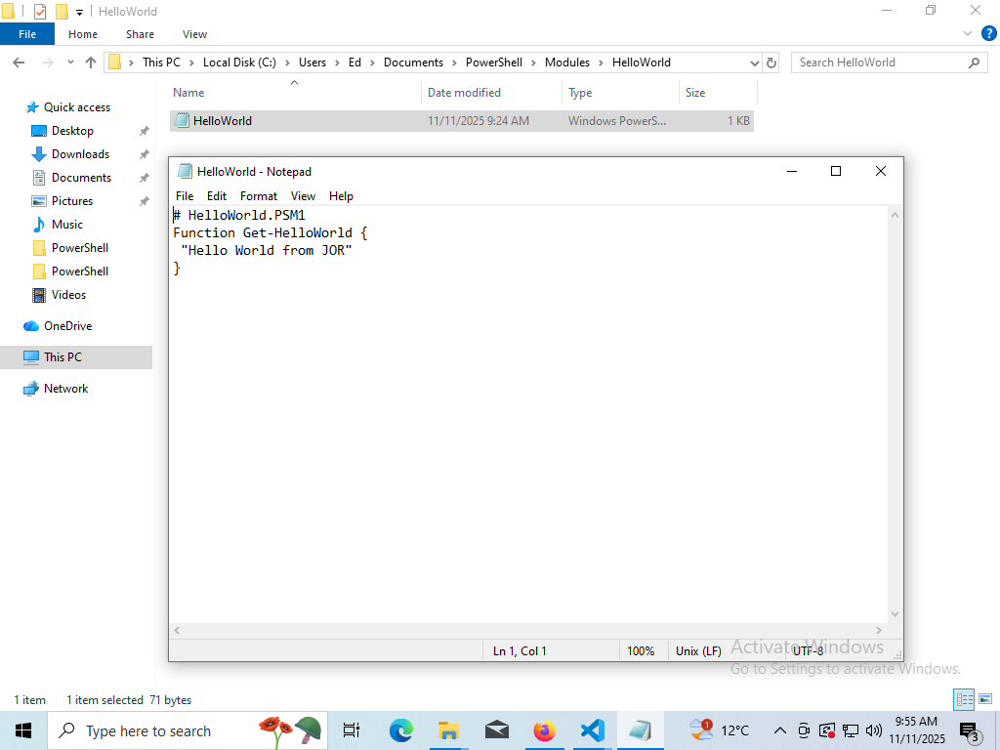 HelloWorld
File Home Share View
This PC Local Disk (C:) Users Ed Documents PowerShell Modules HelloWorld Search HelloWorld
Name Date modified Type Size
HelloWorld 11/11/2025 9:24 AM Windows PowerS... 1 KB
Quick access
Desktop
Downloads
Documents
Pictures
Music
PowerShell
PowerShell
Videos
OneDrive
This PC
Network
HelloWorld - Notepad
File Edit Format View Help
# HelloWorld.PSM1
Function Get-HelloWorld {
"Hello World from JOR"
}
Ln 1, Col 1 100% Unix (LF) UTF-8
Activate Windows
Go to Settings to activate Windows.
1 item 1 item selected 71 bytes
Type here to search
1
12°C
9:55 AM
11/11/2025
3